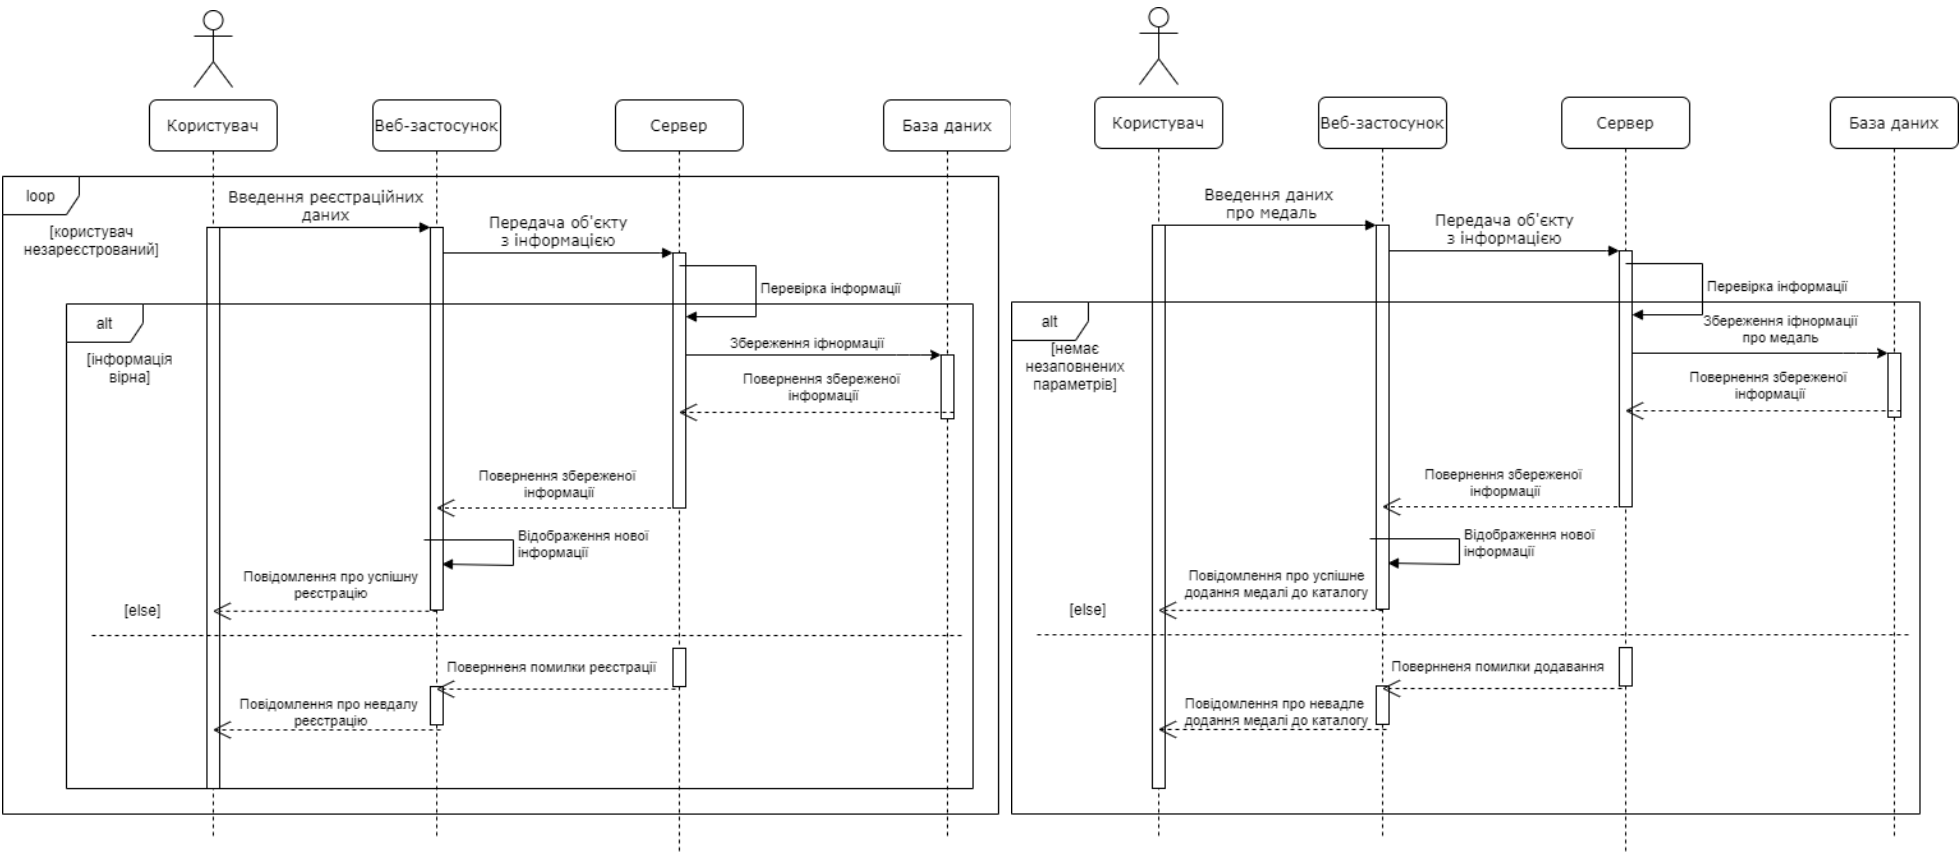 Користувач
Веб-застосунок
Сервер
База даних
loop
[користувач
незареєстрований]
Введення реєстраційних
даних
Передача об'єкту
з інформацією
Перевірка інформації
alt
[інформація
вірна]
Збереження іфнормації
Повернення збереженої
інформації
Повернення збереженої
інформації
Відображення нової
інформації
Повідомлення про успішну
реєстрацію
[else]
Повернненя помилки реєстрації
Повідомлення про невдалу
реєстрацію
Користувач
Веб-застосунок
Сервер
База даних
Введення даних
про медаль
Передача об'єкту
з інформацією
Перевірка інформації
alt
[немає
незаповнених
параметрів]
Збереження іфнормації
про медаль
Повернення збереженої
інформації
Повернення збереженої
інформації
Відображення нової
інформації
Повідомлення про успішне
додання медалі до каталогу
[else]
Повернненя помилки додавання
Повідомлення про невадле
додання медалі до каталогу